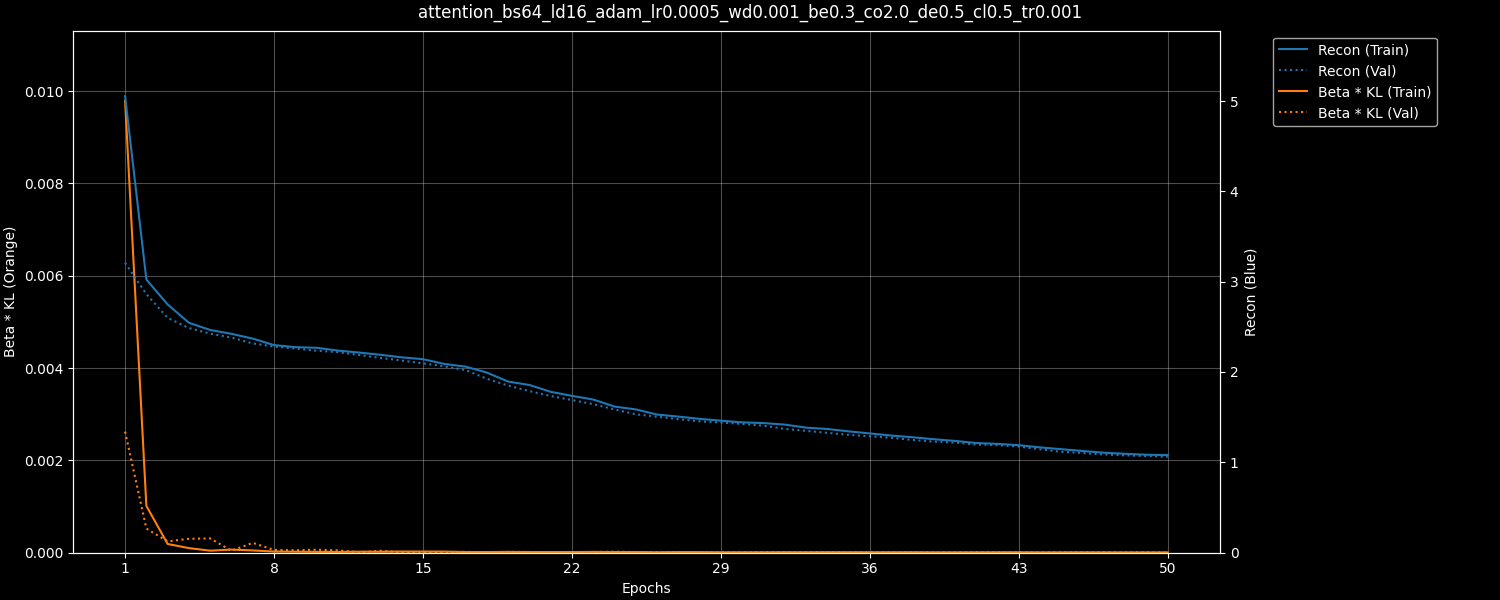 attention_bs64_ld16_adam_lr0.0005_wd0.001_be0.3_co2.0_de0.5_cl0.5_tr0.001
Recon (Train)
Recon (Val)
Beta * KL (Train)
Beta * KL (Val)
Beta * KL (Orange)
0.010
0.008
0.006
0.004
0.002
0.000
5
4
3
2
1
0
Recon (Blue)
1 8 15 22 29 36 43 50
Epochs